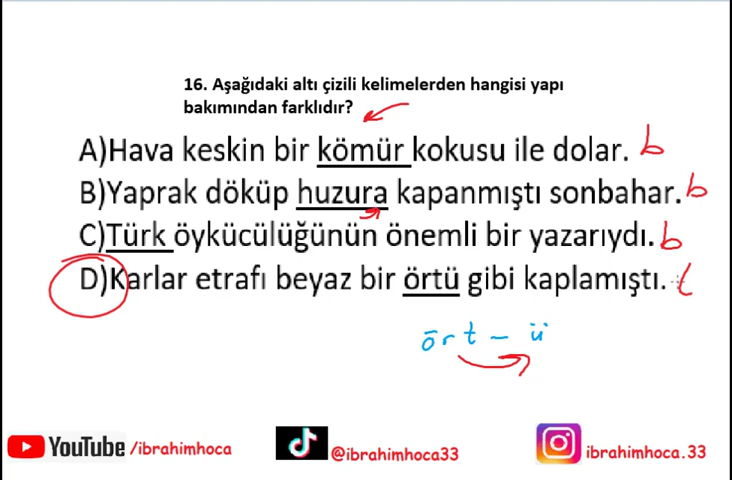 16. Aşağıdaki altı çizili kelimelerden hangisi yapı
bakımından farklıdır?
A)Hava keskin bir kömür kokusu ile dolar. b
B)Yaprak döküp huzura kapanmıştı sonbahar. b
C)Türk öykücülüğünün önemli bir yazarıydı. b
D)Karlar etrafı beyaz bir örtü gibi kaplamıştı. t
ört - ü
YouTube /ibrahimhoca
@ibrahimhoca33
ibrahimhoca.33